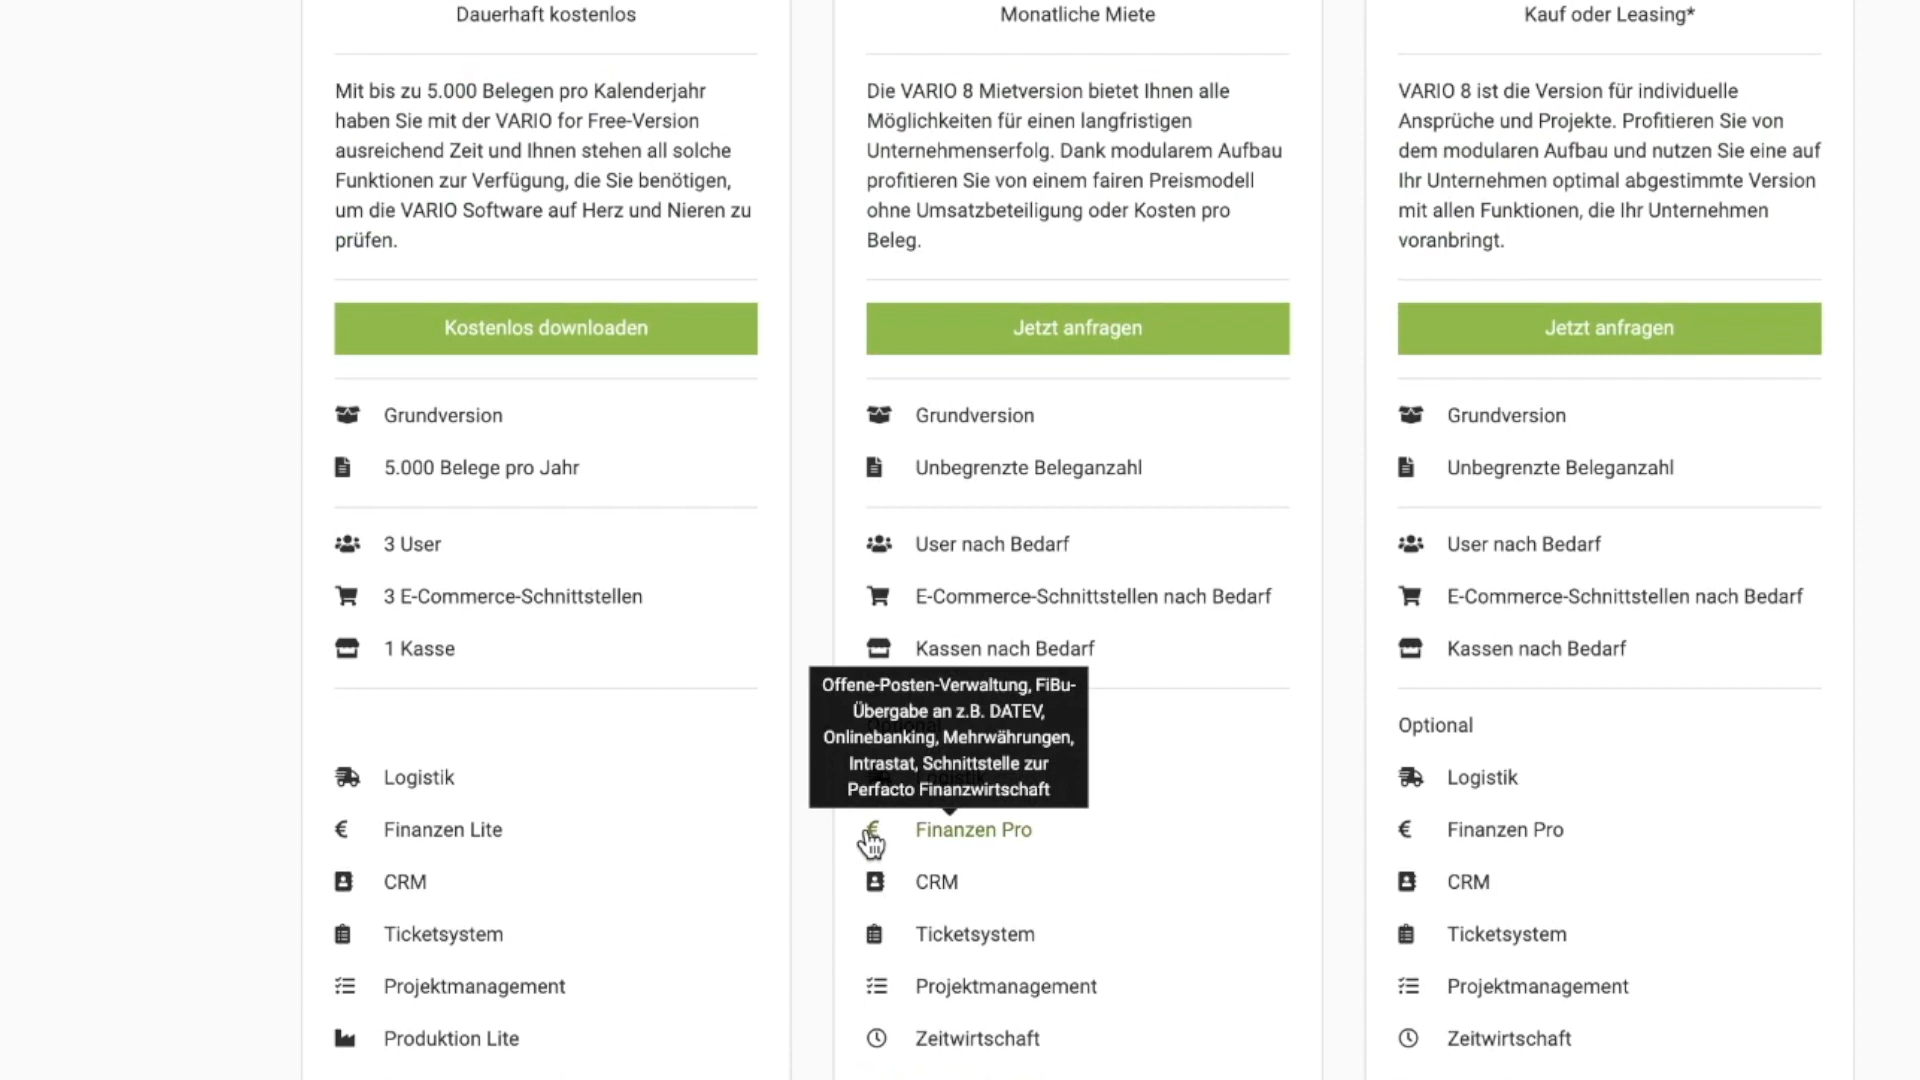 Dauerhaft kostenlos
Mit bis zu 5.000 Belegen pro Kalenderjahr
haben Sie mit der VARIO for Free-Version
ausreichend Zeit und Ihnen stehen all solche
Funktionen zur Verfügung, die Sie benötigen,
um die VARIO Software auf Herz und Nieren zu
prüfen.
Kostenlos downloaden
Grundversion
5.000 Belege pro Jahr
3 User
3 E-Commerce-Schnittstellen
1 Kasse
Logistik
Finanzen Lite
CRM
Ticketsystem
Projektmanagement
Produktion Lite
Monatliche Miete
Die VARIO 8 Mietversion bietet Ihnen alle
Möglichkeiten für einen langfristigen
Unternehmenserfolg. Dank modularem Aufbau
profitieren Sie von einem fairen Preismodell
ohne Umsatzbeteiligung oder Kosten pro
Beleg.
Jetzt anfragen
Grundversion
Unbegrenzte Beleganzahl
User nach Bedarf
E-Commerce-Schnittstellen nach Bedarf
Kassen nach Bedarf
Offene-Posten-Verwaltung, FiBu-
Übergabe an z.B. DATEV,
Onlinebanking, Mehrwährungen,
Intrastat, Schnittstelle zur
Perfacto Finanzwirtschaft
Finanzen Pro
CRM
Ticketsystem
Projektmanagement
Zeitwirtschaft
Kauf oder Leasing*
VARIO 8 ist die Version für individuelle
Ansprüche und Projekte. Profitieren Sie von
dem modularen Aufbau und nutzen Sie eine auf
Ihr Unternehmen optimal abgestimmte Version
mit allen Funktionen, die Ihr Unternehmen
voranbringt.
Jetzt anfragen
Grundversion
Unbegrenzte Beleganzahl
User nach Bedarf
E-Commerce-Schnittstellen nach Bedarf
Kassen nach Bedarf
Optional
Logistik
Finanzen Pro
CRM
Ticketsystem
Projektmanagement
Zeitwirtschaft